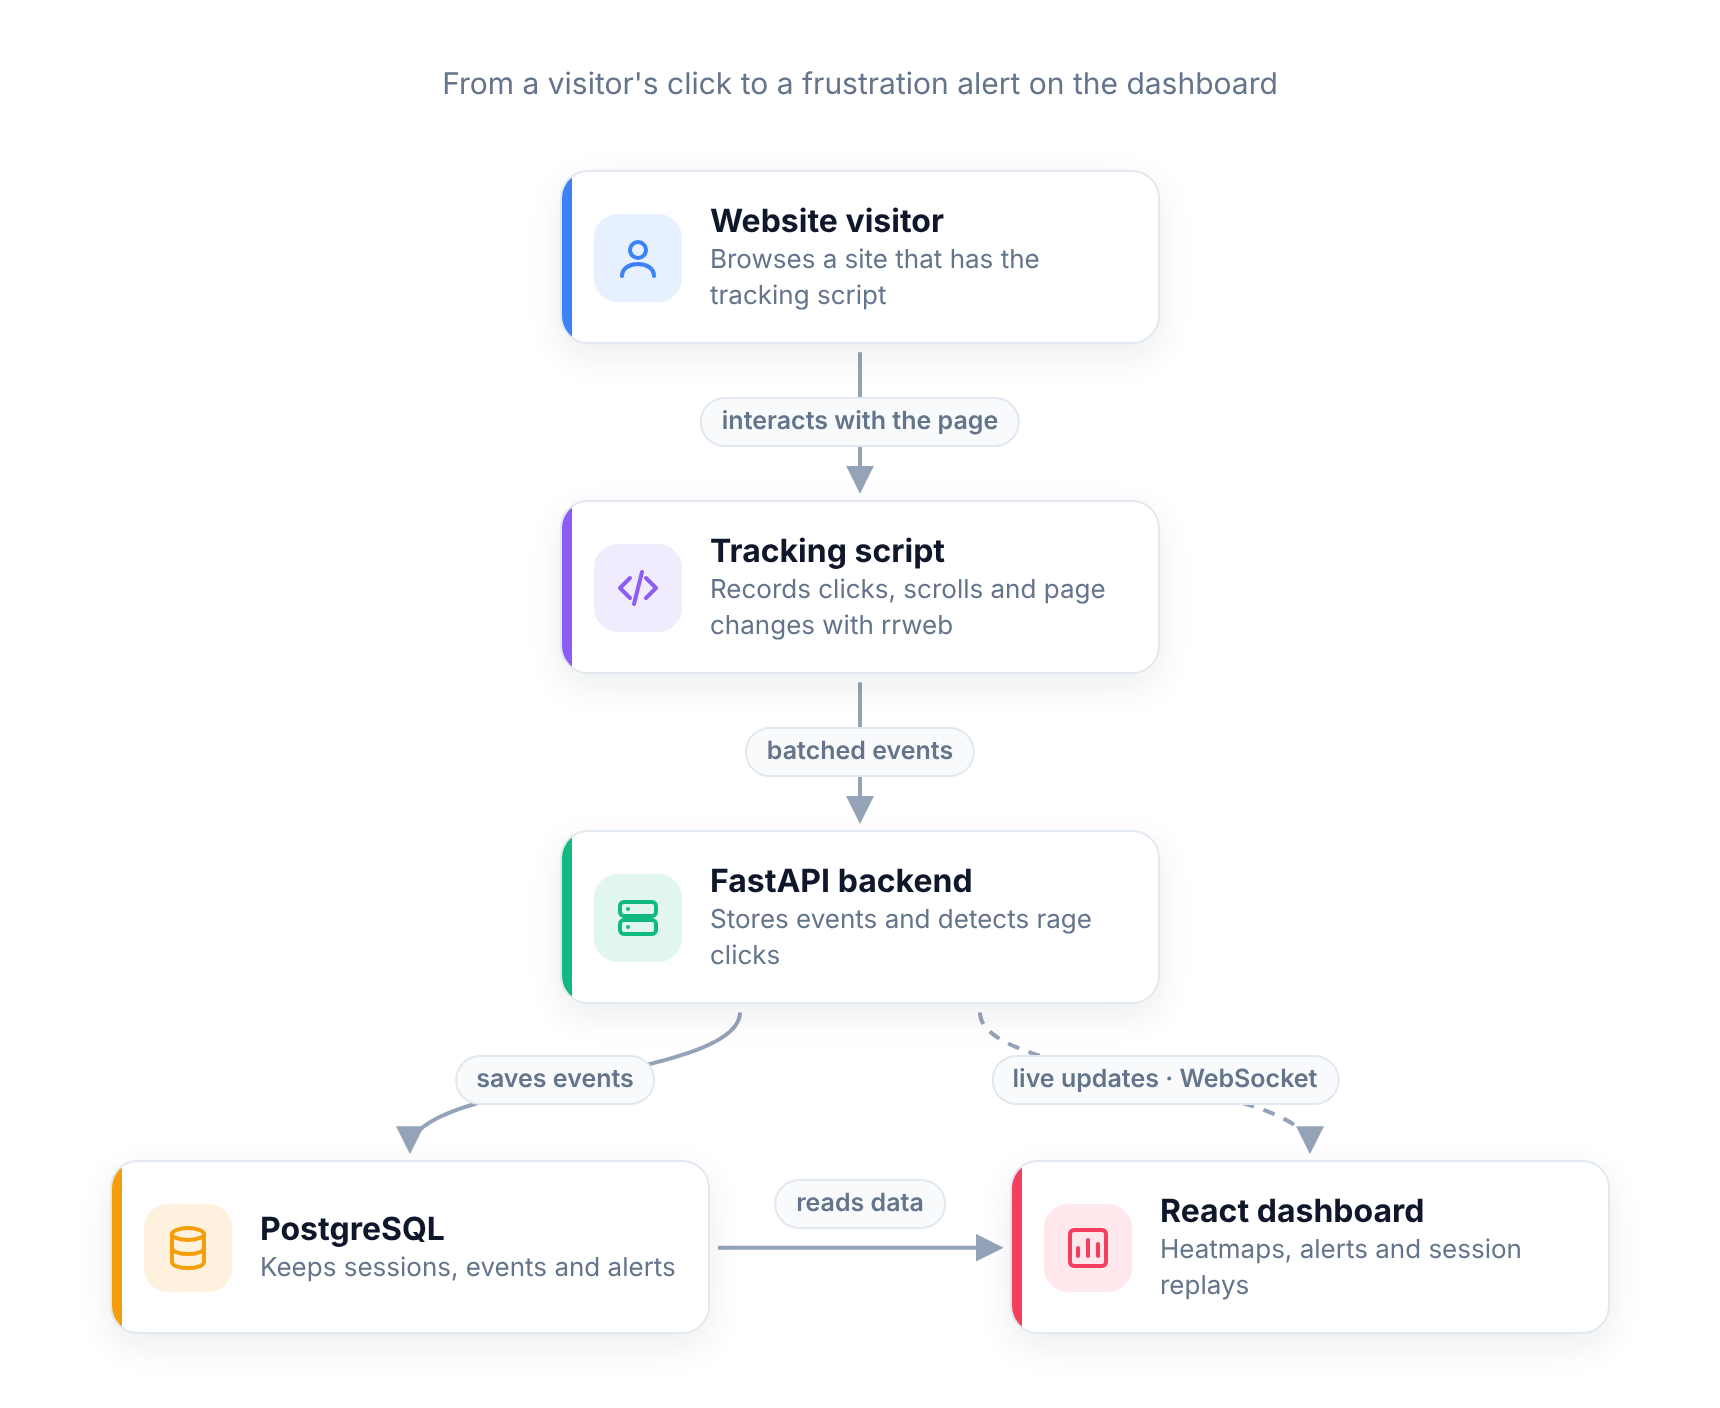 From a visitor's click to a frustration alert on the dashboard
Website visitor
Browses a site that has the
tracking script
interacts with the page
Tracking script
Records clicks, scrolls and page
changes with rrweb
batched events
FastAPI backend
Stores events and detects rage
clicks
saves events
live updates · WebSocket
PostgreSQL
Keeps sessions, events and alerts
reads data
React dashboard
Heatmaps, alerts and session
replays